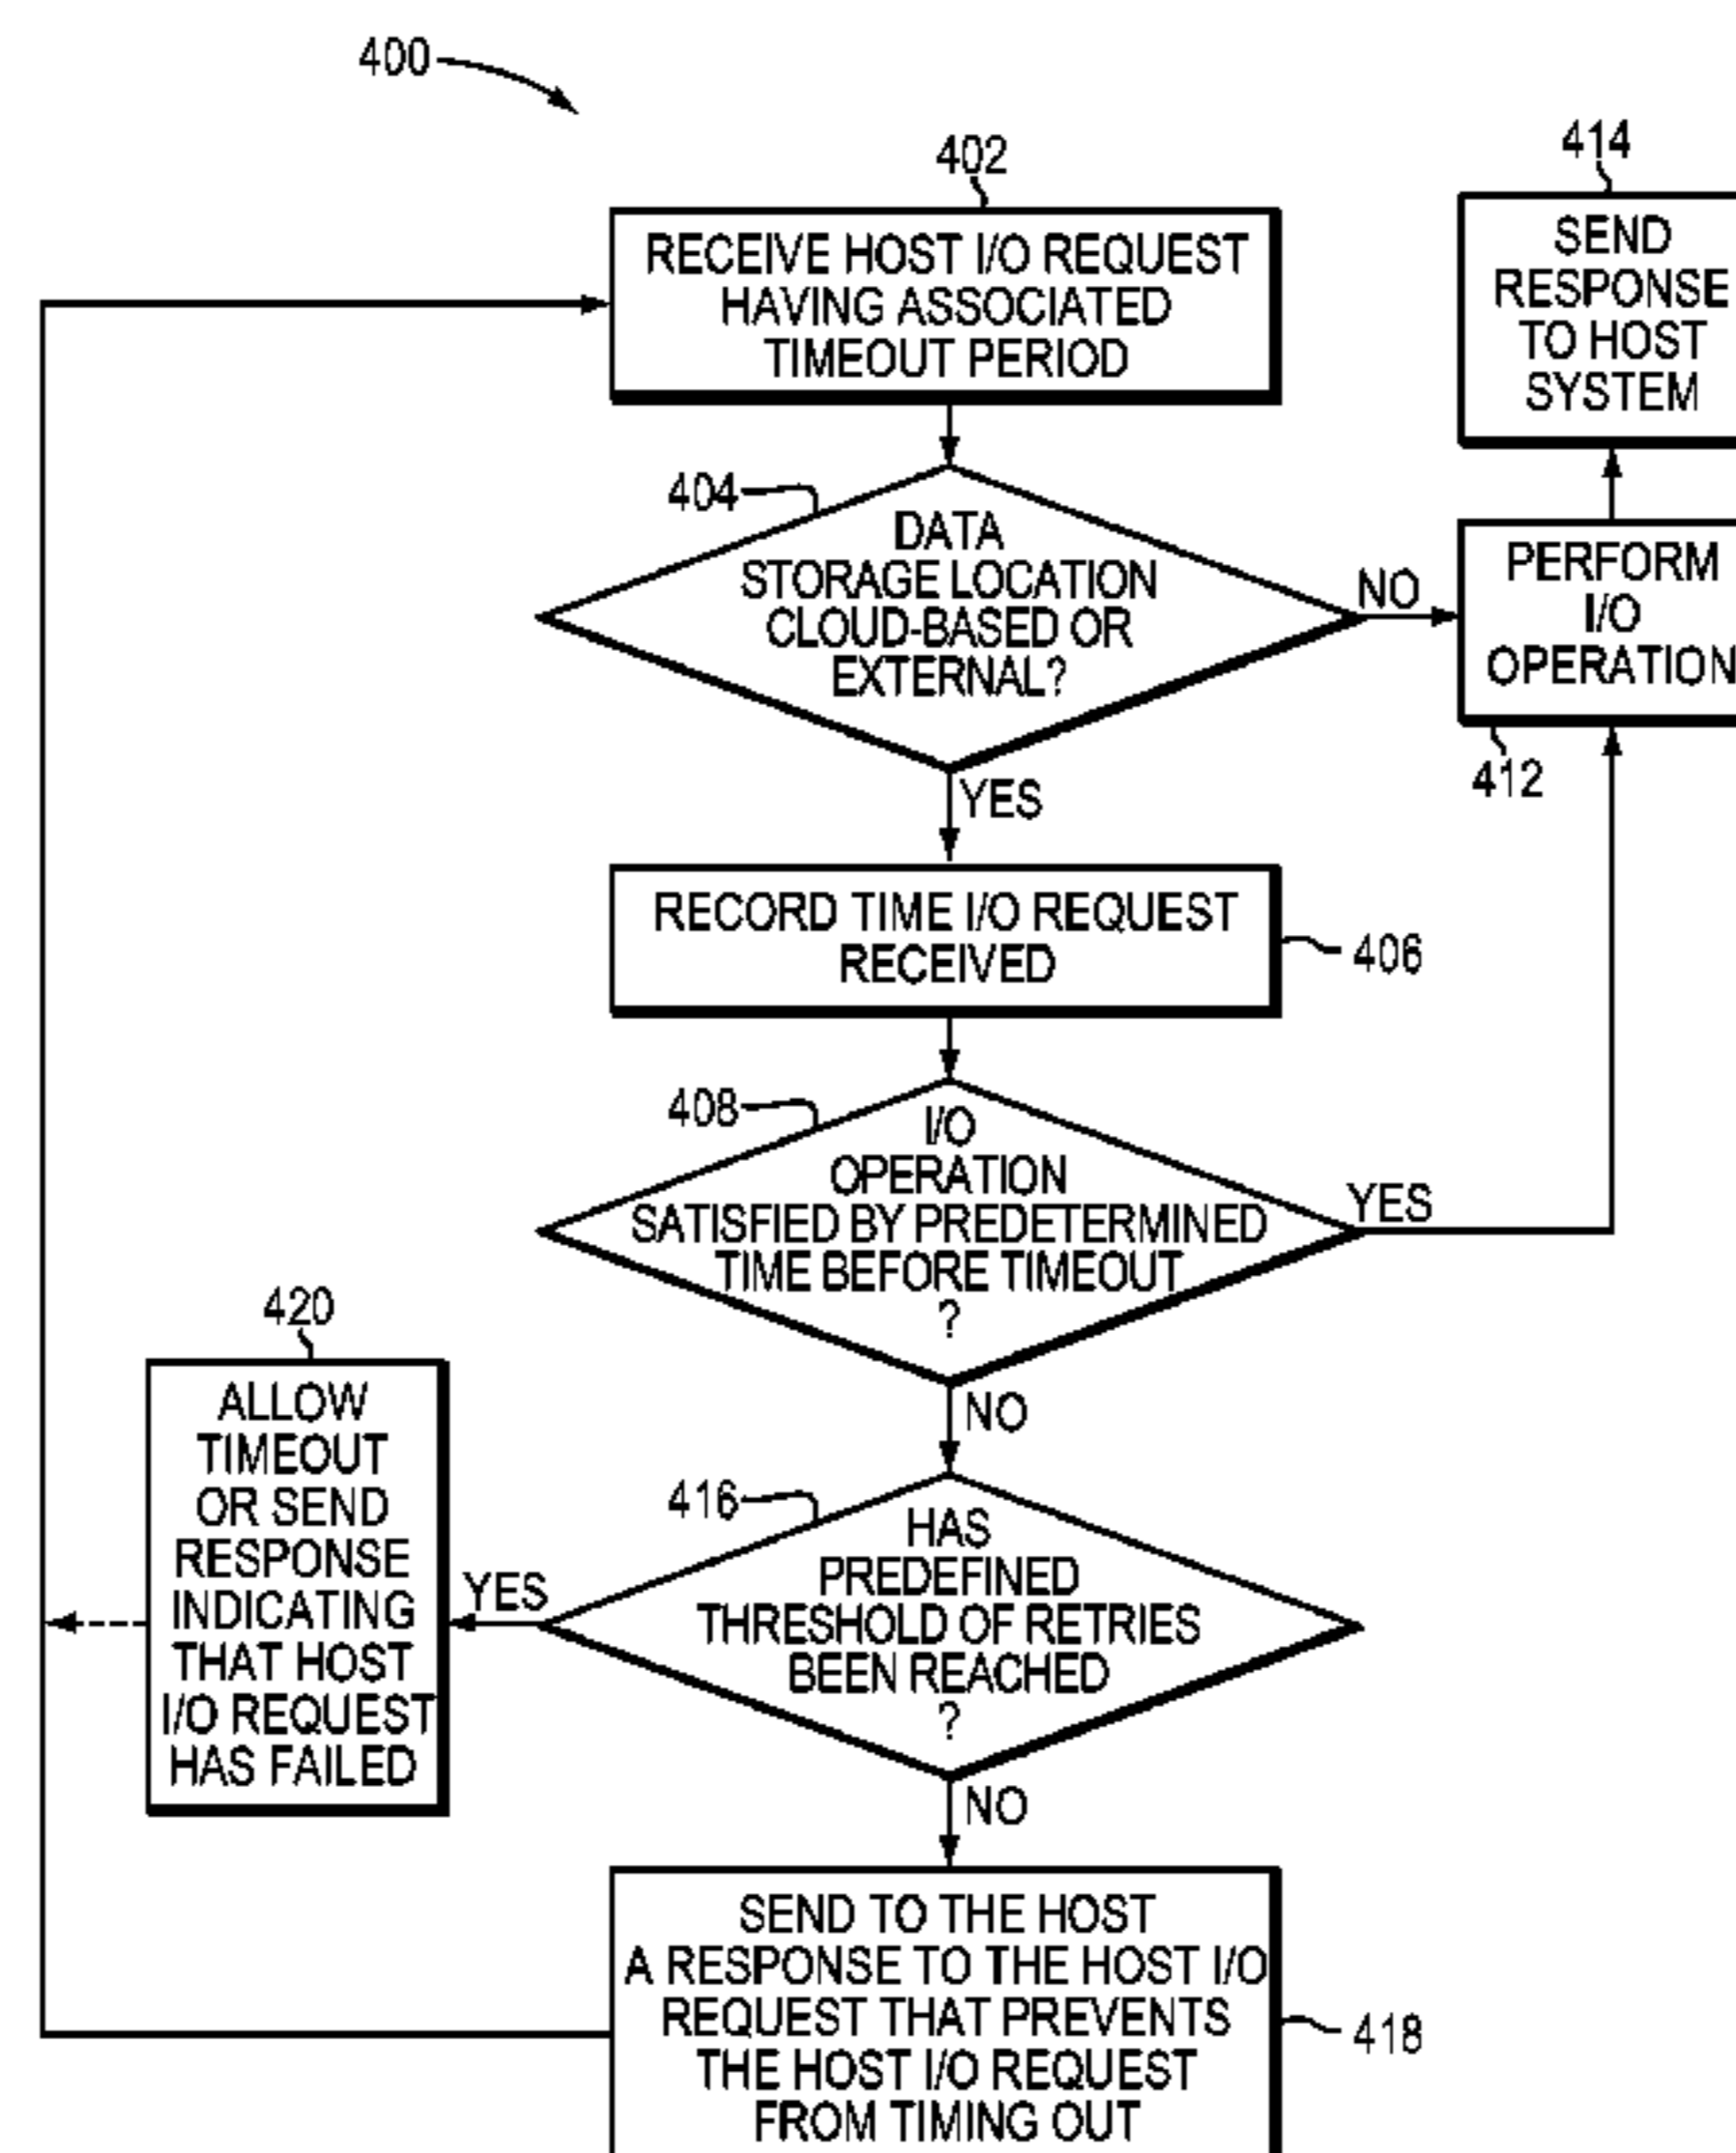 400
402
RECEIVE HOST I/O REQUEST
HAVING ASSOCIATED
TIMEOUT PERIOD
414
SEND
RESPONSE
TO HOST
SYSTEM
404
DATA
STORAGE LOCATION
CLOUD-BASED OR
EXTERNAL?
NO
PERFORM
I/O
OPERATION
412
YES
RECORD TIME I/O REQUEST
RECEIVED
406
408
I/O
OPERATION
SATISFIED BY PREDETERMINED
TIME BEFORE TIMEOUT
?
YES
NO
420
ALLOW
TIMEOUT
OR SEND
RESPONSE
INDICATING
THAT HOST
I/O REQUEST
HAS FAILED
YES
416
HAS
PREDEFINED
THRESHOLD OF RETRIES
BEEN REACHED
?
NO
SEND TO THE HOST
A RESPONSE TO THE HOST I/O
REQUEST THAT PREVENTS
THE HOST I/O REQUEST
FROM TIMING OUT
418